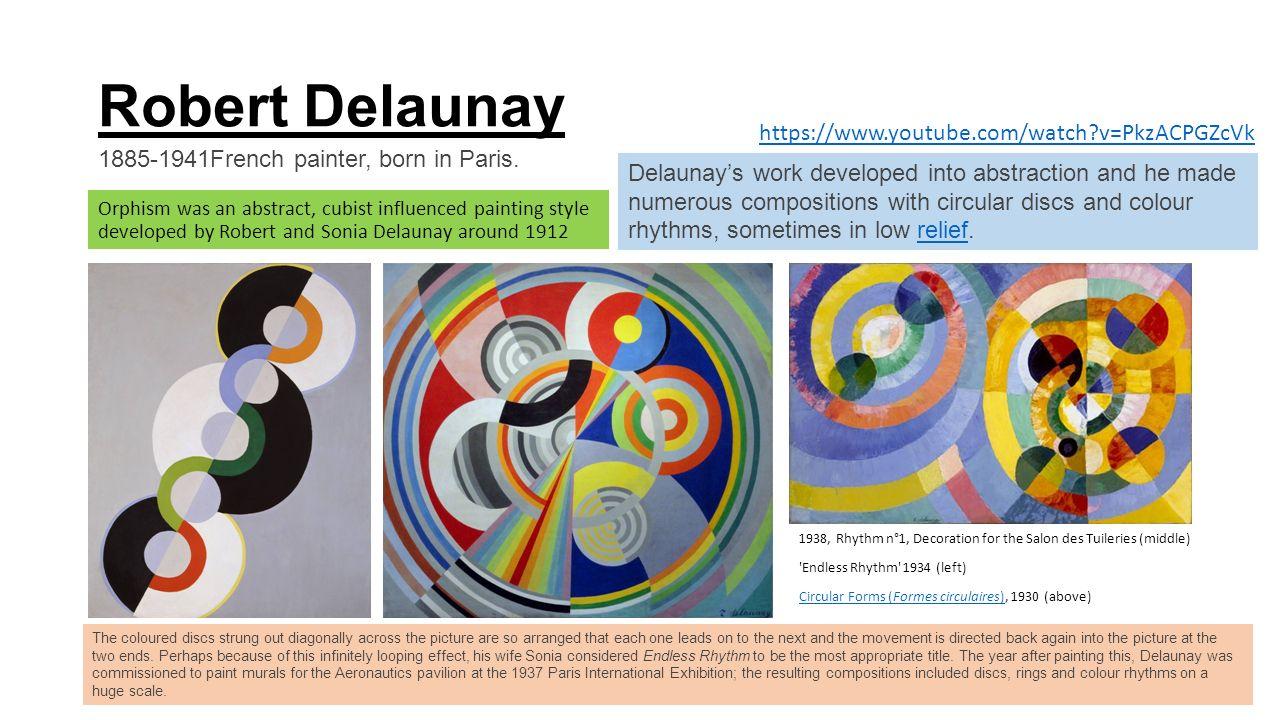 Robert Delaunay
1885-1941French painter, born in Paris.
https://www.youtube.com/watch?v=PkzACPGZcVk
Orphism was an abstract, cubist influenced painting style
developed by Robert and Sonia Delaunay around 1912
Delaunay’s work developed into abstraction and he made
numerous compositions with circular discs and colour
rhythms, sometimes in low relief.
r. delaunay
1938, Rhythm n°1, Decoration for the Salon des Tuileries (middle)
'Endless Rhythm' 1934 (left)
Circular Forms (Formes circulaires), 1930 (above)
The coloured discs strung out diagonally across the picture are so arranged that each one leads on to the next and the movement is directed back again into the picture at the
two ends. Perhaps because of this infinitely looping effect, his wife Sonia considered Endless Rhythm to be the most appropriate title. The year after painting this, Delaunay was
commissioned to paint murals for the Aeronautics pavilion at the 1937 Paris International Exhibition; the resulting compositions included discs, rings and colour rhythms on a
huge scale.